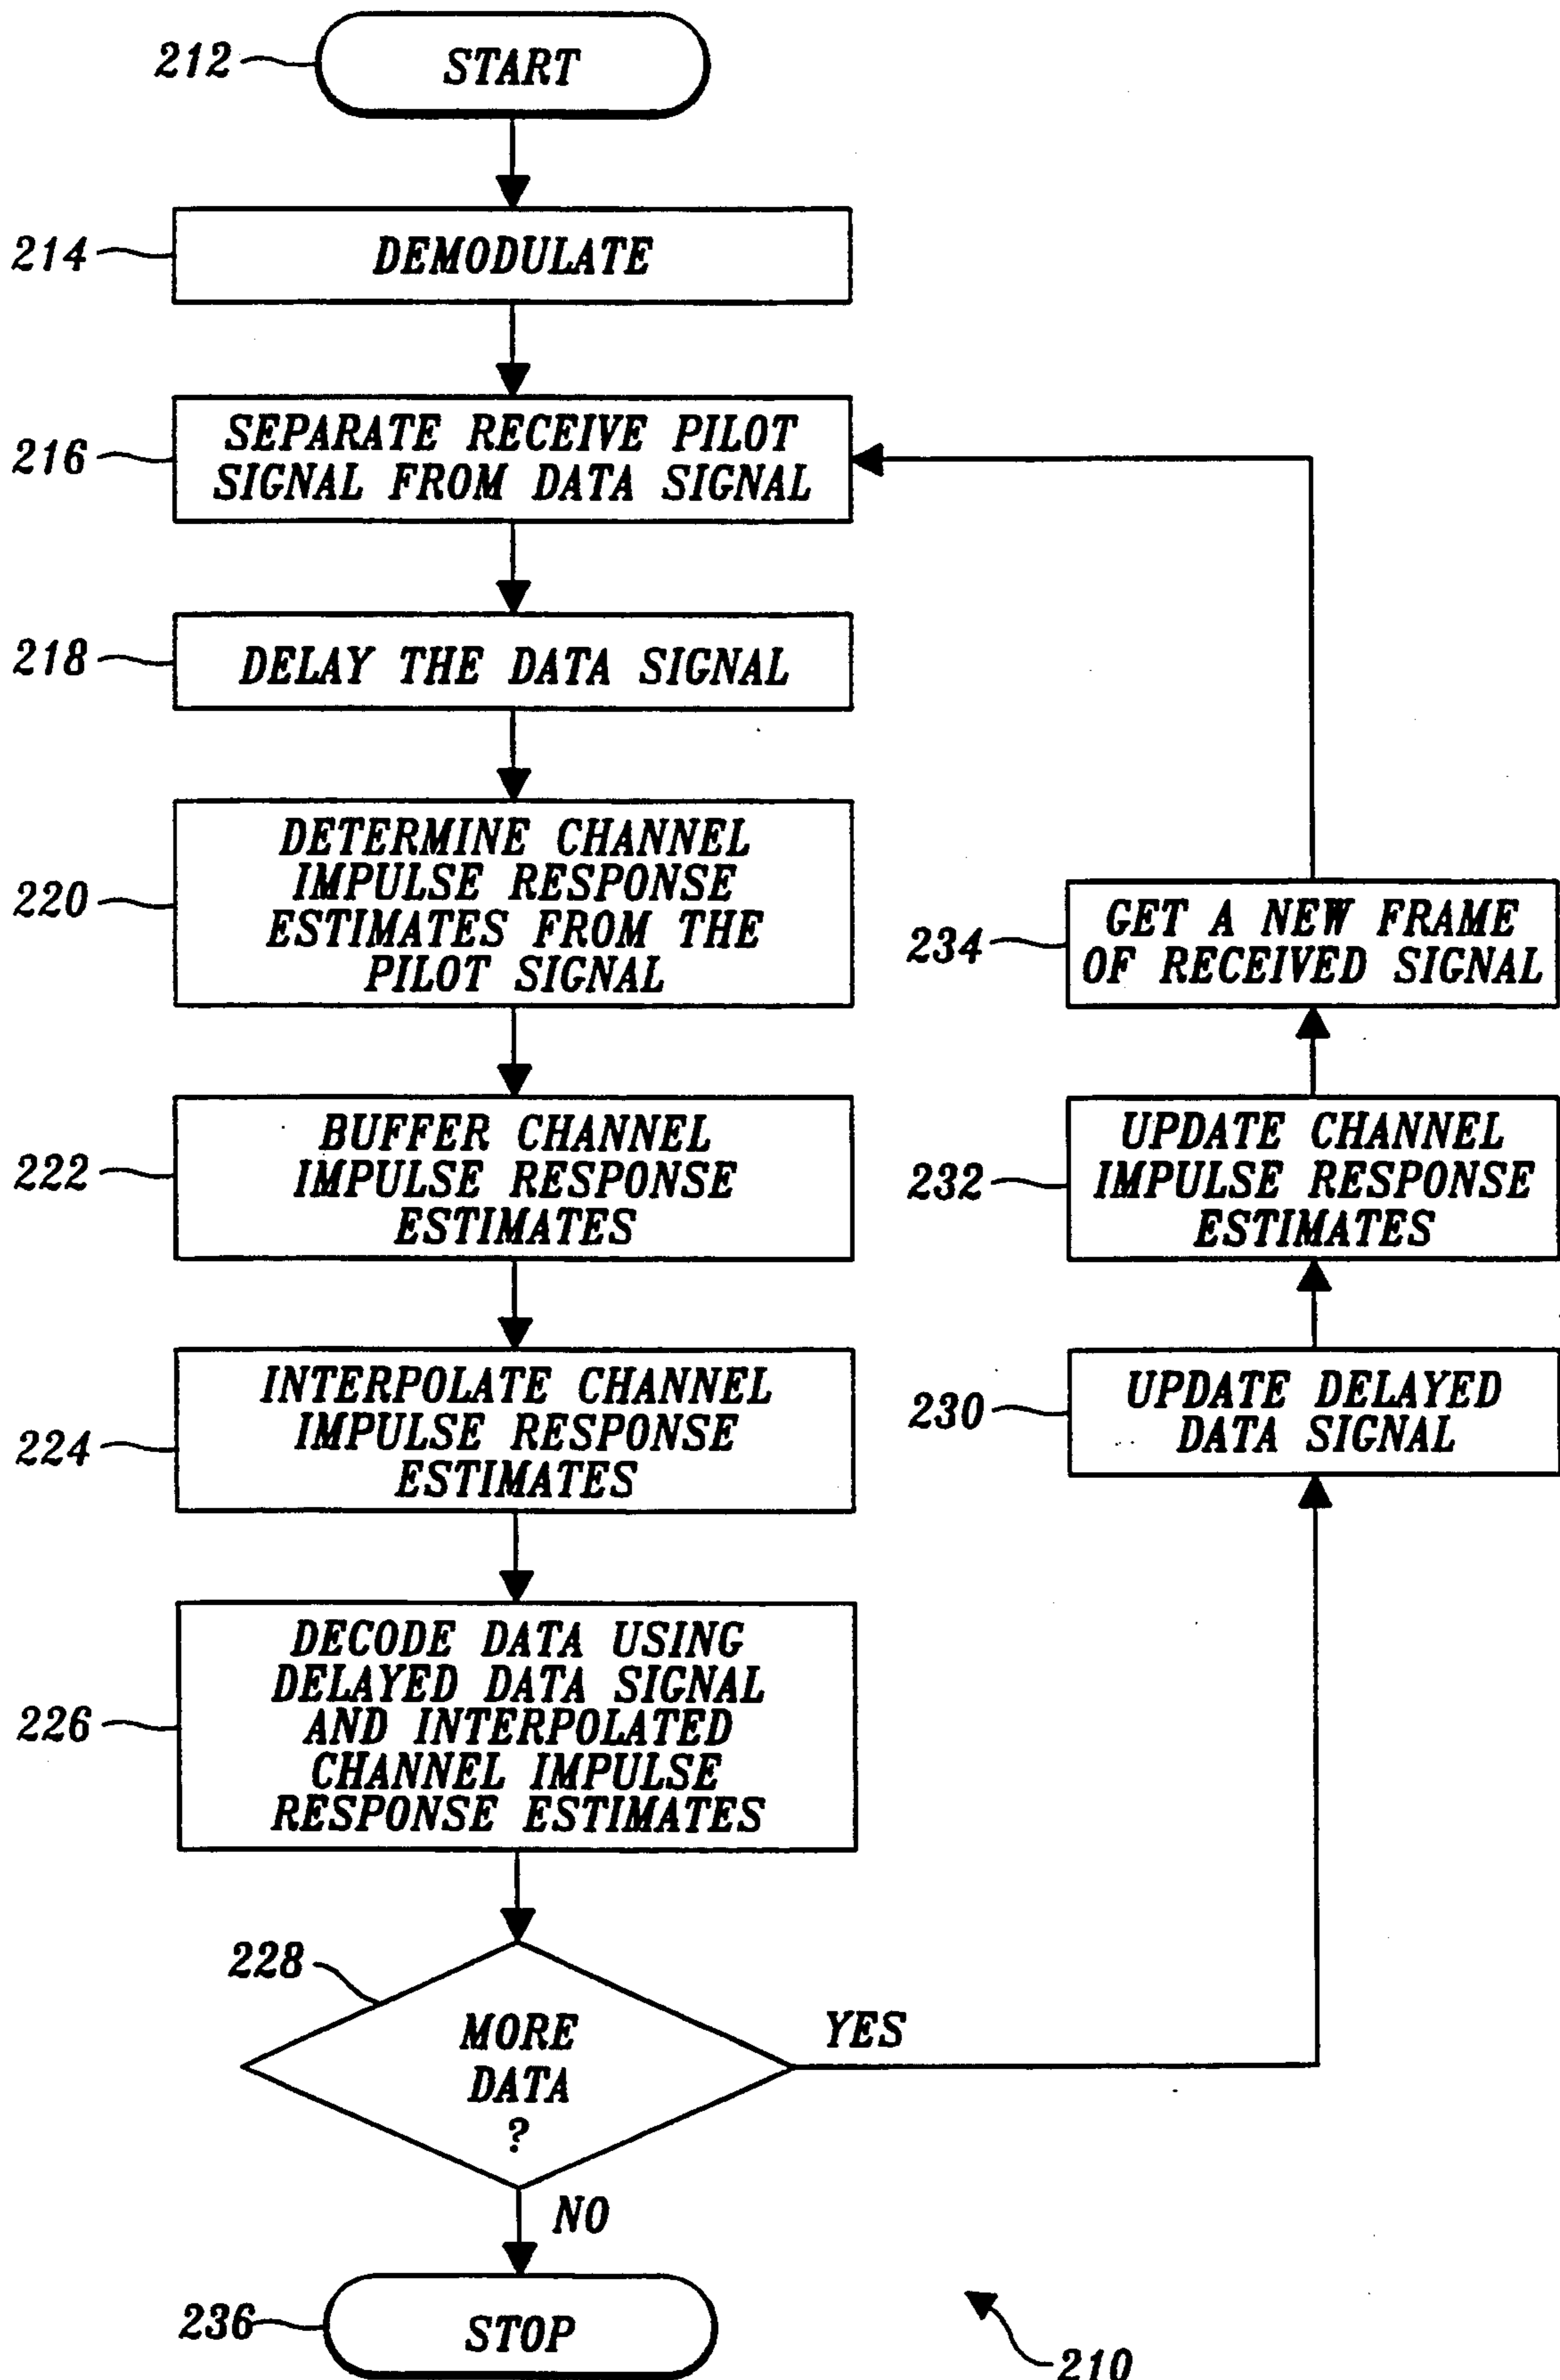 212
START
214
DEMODULATE
216
SEPARATE RECEIVE PILOT
SIGNAL FROM DATA SIGNAL
218
DELAY THE DATA SIGNAL
220
DETERMINE CHANNEL
IMPULSE RESPONSE
ESTIMATES FROM THE
PILOT SIGNAL
222
BUFFER CHANNEL
IMPULSE RESPONSE
ESTIMATES
224
INTERPOLATE CHANNEL
IMPULSE RESPONSE
ESTIMATES
226
DECODE DATA USING
DELAYED DATA SIGNAL
AND INTERPOLATED
CHANNEL IMPULSE
RESPONSE ESTIMATES
228
MORE
DATA
?
YES
NO
230
UPDATE DELAYED
DATA SIGNAL
232
UPDATE CHANNEL
IMPULSE RESPONSE
ESTIMATES
234
GET A NEW FRAME
OF RECEIVED SIGNAL
236
STOP
210